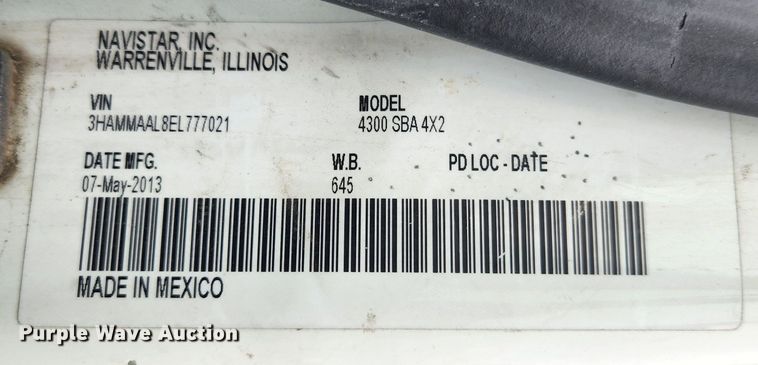 NAVISTAR, INC.
WARRENVILLE, ILLINOIS
VIN MODEL
3HAMMAAL8EL777021 4300 SBA 4X2
DATE MFG. W.B. PD LOC - DATE
07-May-2013 645
MADE IN MEXICO
Purple Wave Auction